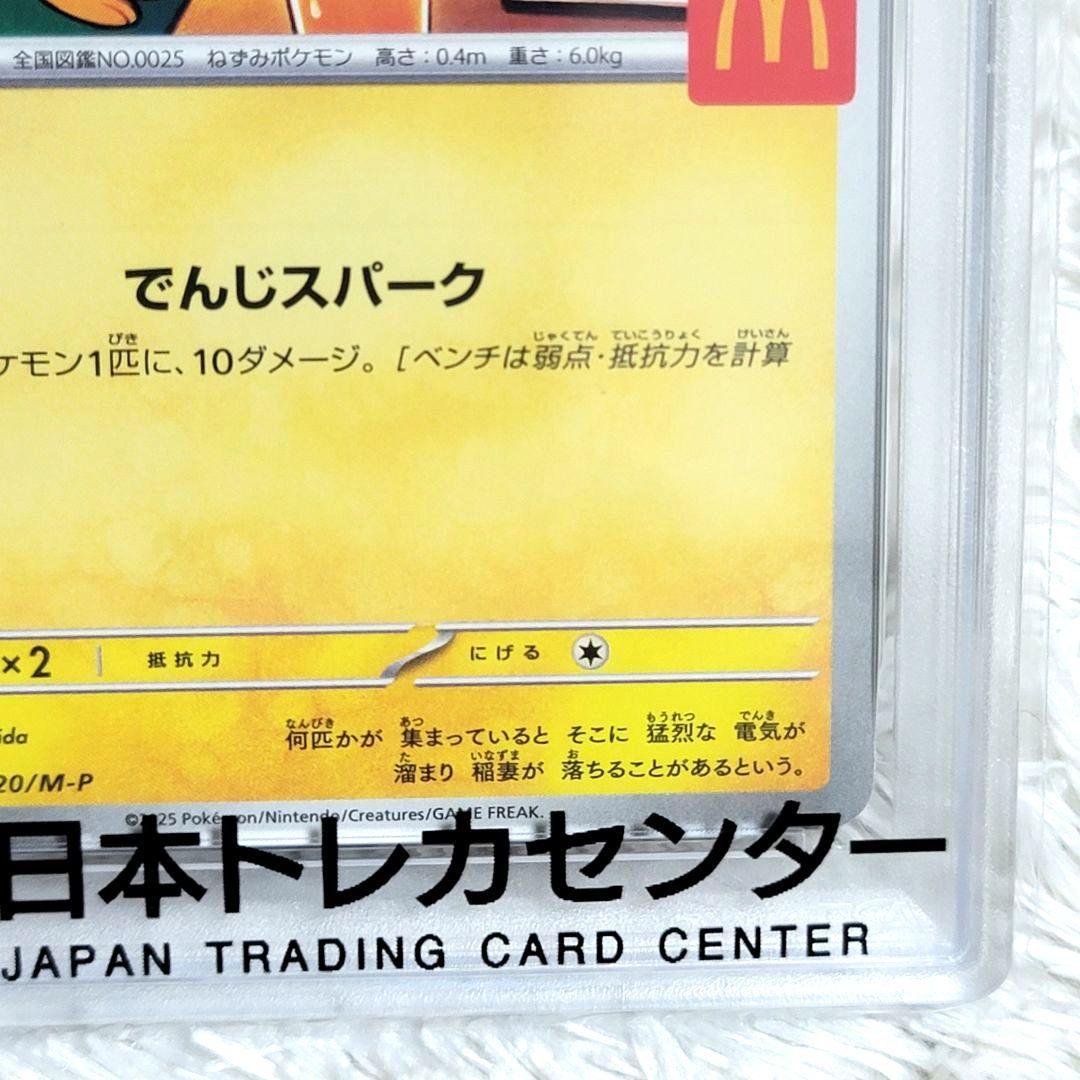 全国図鑑NO.0025 ねずみポケモン 高さ：0.4m 重さ：6.0kg
でんじスパーク
ケモン1匹に、10ダメージ。[ベンチは弱点・抵抗力を計算
×2 抵抗力 にげる
何匹かが 集まっていると そこに 猛烈な 電気が
溜まり 稲妻が 落ちることがあるという。
ida
20/M-P
©2025 Pokémon/Nintendo/Creatures/GAME FREAK.
日本トレカセンター
JAPAN TRADING CARD CENTER